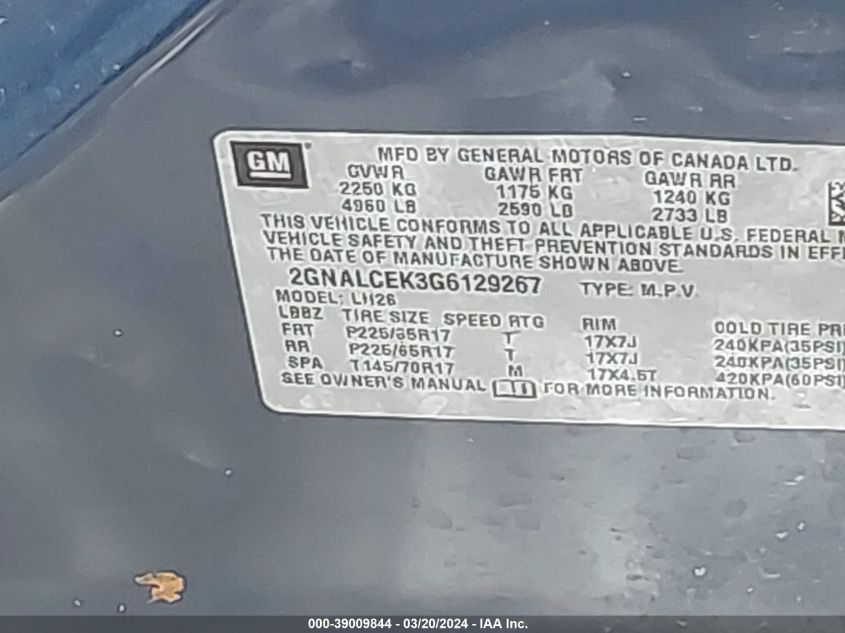 GM
MFD BY GENERAL MOTORS OF CANADA LTD.
GVWR GAWR FRT GAWR RR
2250 KG 1175 KG 1240 KG
4960 LB 2590 LB 2733 LB
THIS VEHICLE CONFORMS TO ALL APPLICABLE U.S. FEDERAL M
VEHICLE SAFETY AND THEFT PREVENTION STANDARDS IN EFFE
THE DATE OF MANUFACTURE SHOWN ABOVE.
2GNALCEK3G6129267 TYPE: M.P.V.
MODEL: 
TIRE SIZE SPEED RTG RIM COLD TIRE PRE
FRT P225/65R17 T 17X7J 240KPA(35PSI)
RR P225/65R17 T 17X7J 240KPA(35PSI)
SPA T145/70R17 M 17X4.5T 420KPA(60PSI)
SEE OWNER'S MANUAL FOR MORE INFORMATION.
000-39009844 - 03/20/2024 - IAA Inc.